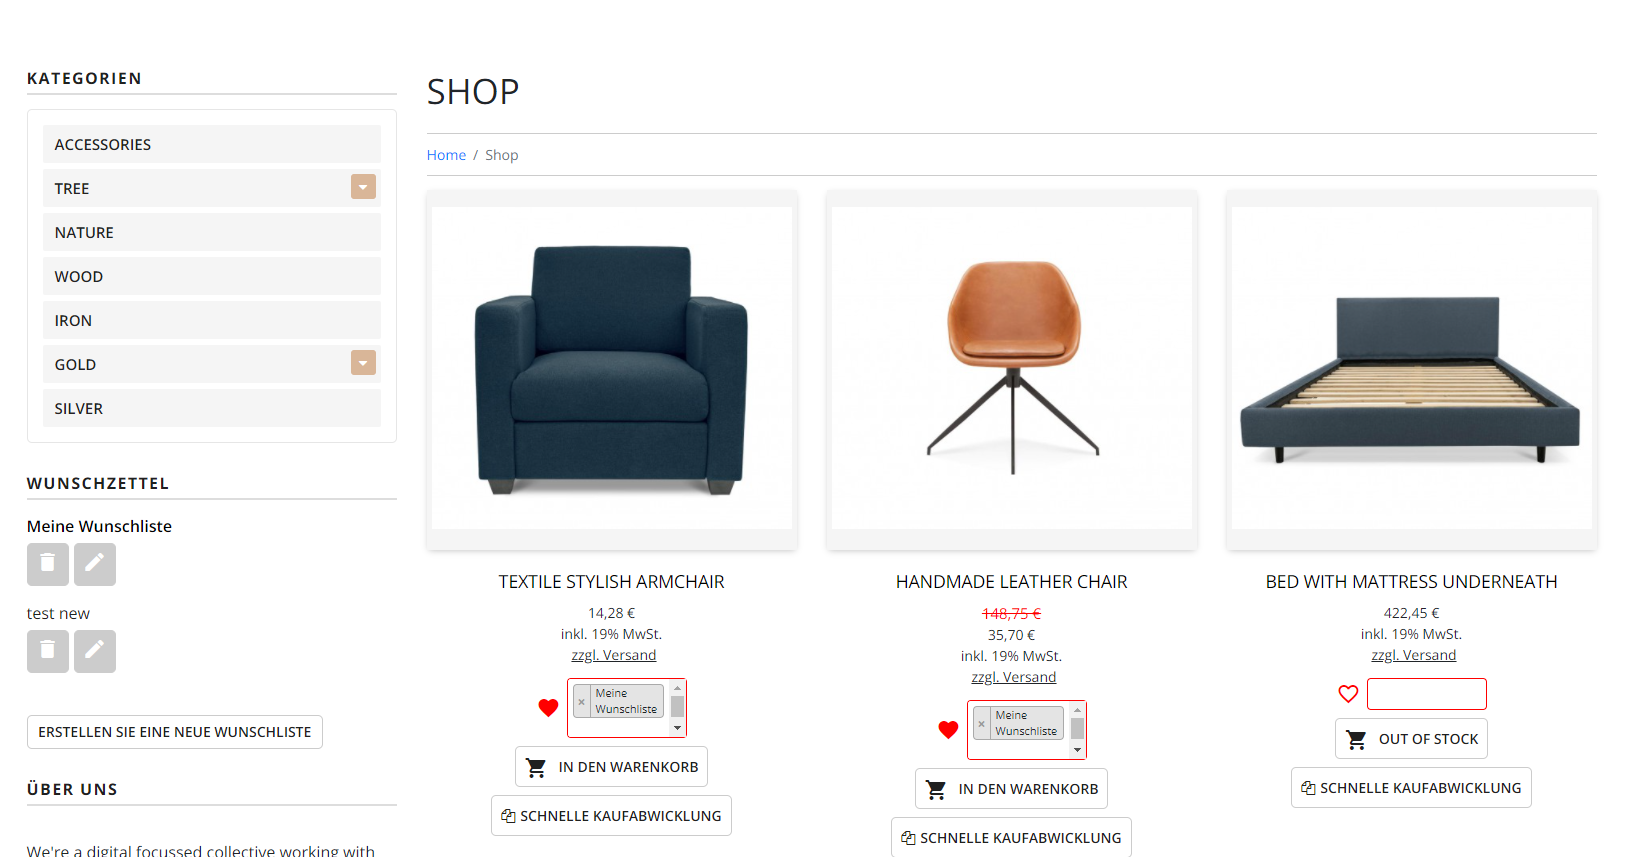 KATEGORIEN
ACCESSORIES
TREE
NATURE
WOOD
IRON
GOLD
SILVER
WUNSCHZETTEL
Meine Wunschliste
test new
ERSTELLEN SIE EINE NEUE WUNSCHLISTE
ÜBER UNS
We're a digital focussed collective working with
SHOP
Home / Shop
TEXTILE STYLISH ARMCHAIR
14,28 €
inkl. 19% MwSt.
zzgl. Versand
× Meine
Wunschliste
IN DEN WARENKORB
SCHNELLE KAUFABWICKLUNG
HANDMADE LEATHER CHAIR
148,75 €
35,70 €
inkl. 19% MwSt.
zzgl. Versand
× Meine
Wunschliste
IN DEN WARENKORB
SCHNELLE KAUFABWICKLUNG
BED WITH MATTRESS UNDERNEATH
422,45 €
inkl. 19% MwSt.
zzgl. Versand
OUT OF STOCK
SCHNELLE KAUFABWICKLUNG